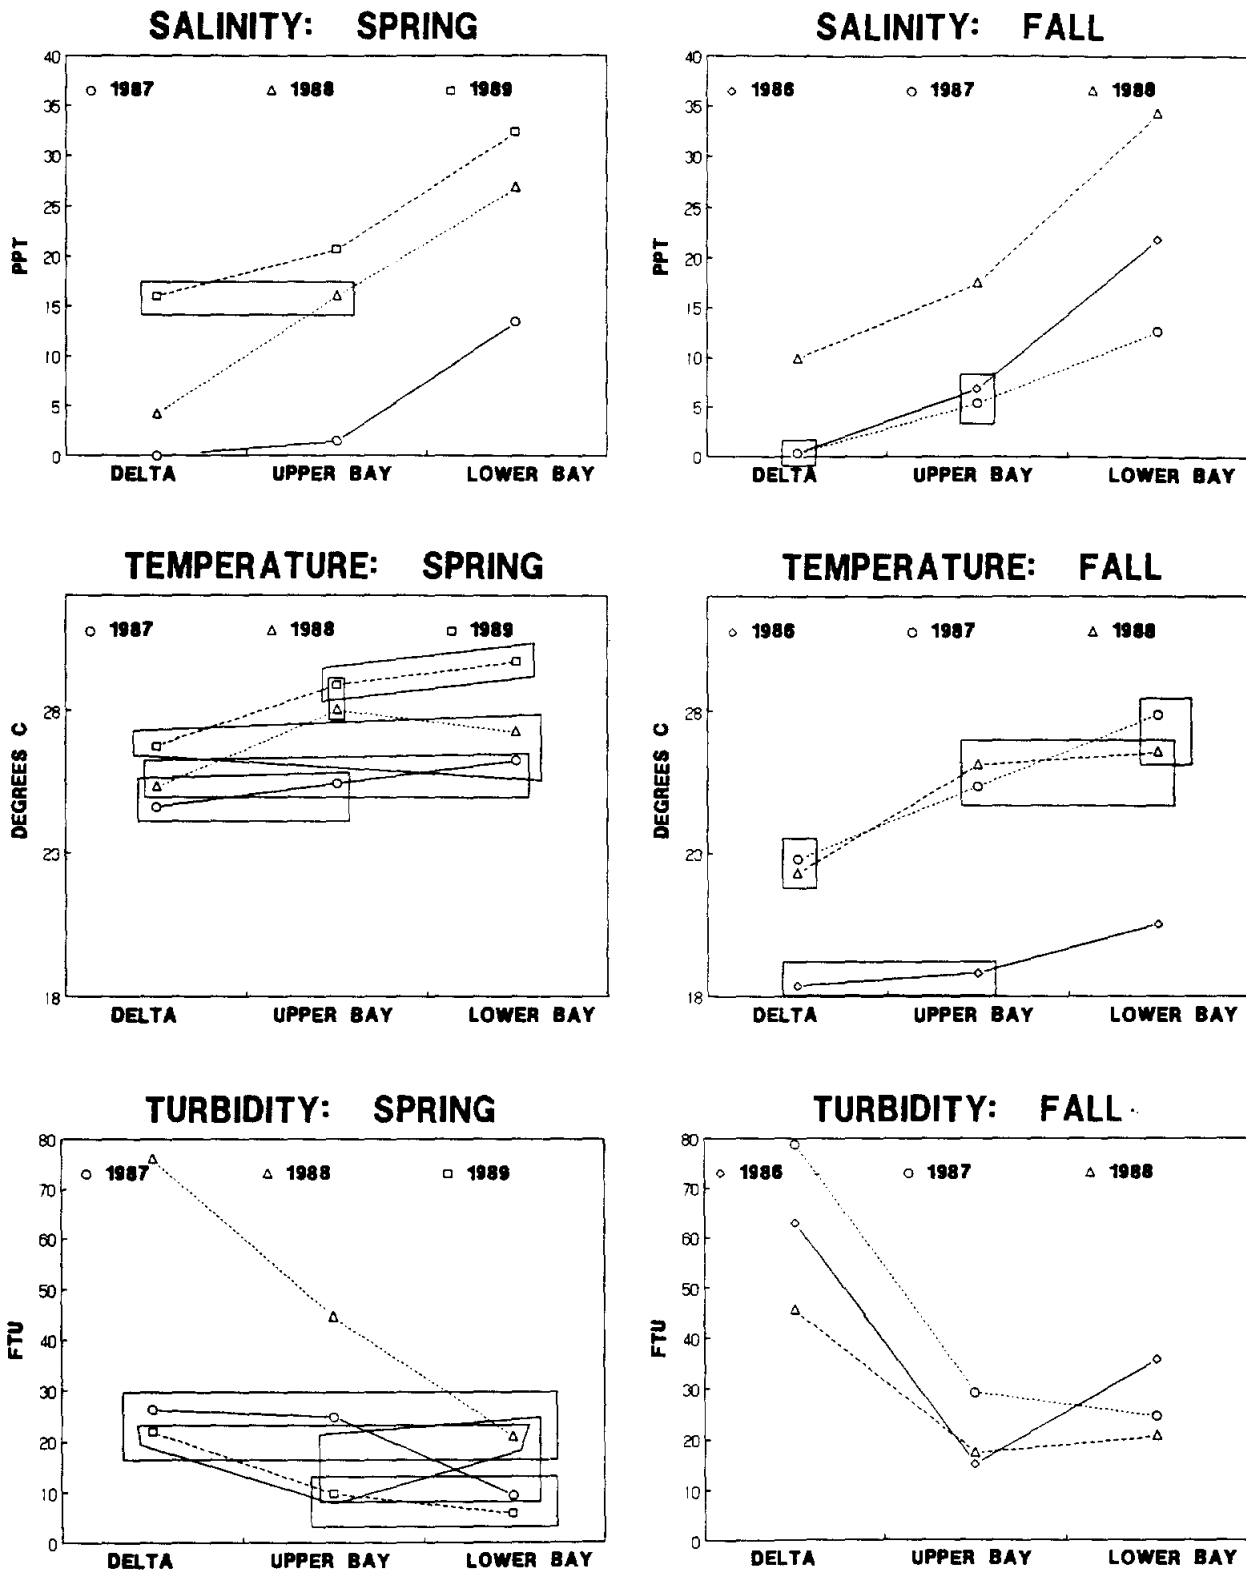 SALINITY: SPRING
40
35
30
25
20
15
10
5
0
PPT
1987 1988 1989
DELTA UPPER BAY LOWER BAY
SALINITY: FALL
40
35
30
25
20
15
10
5
0
PPT
1986 1987 1988
DELTA UPPER BAY LOWER BAY
TEMPERATURE: SPRING
28
23
18
DEGREES C
1987 1988 1989
DELTA UPPER BAY LOWER BAY
TEMPERATURE: FALL
28
23
18
DEGREES C
1986 1987 1988
DELTA UPPER BAY LOWER BAY
TURBIDITY: SPRING
80
70
60
50
40
30
20
10
0
FTU
1987 1988 1989
DELTA UPPER BAY LOWER BAY
TURBIDITY: FALL
80
70
60
50
40
30
20
10
0
FTU
1986 1987 1988
DELTA UPPER BAY LOWER BAY